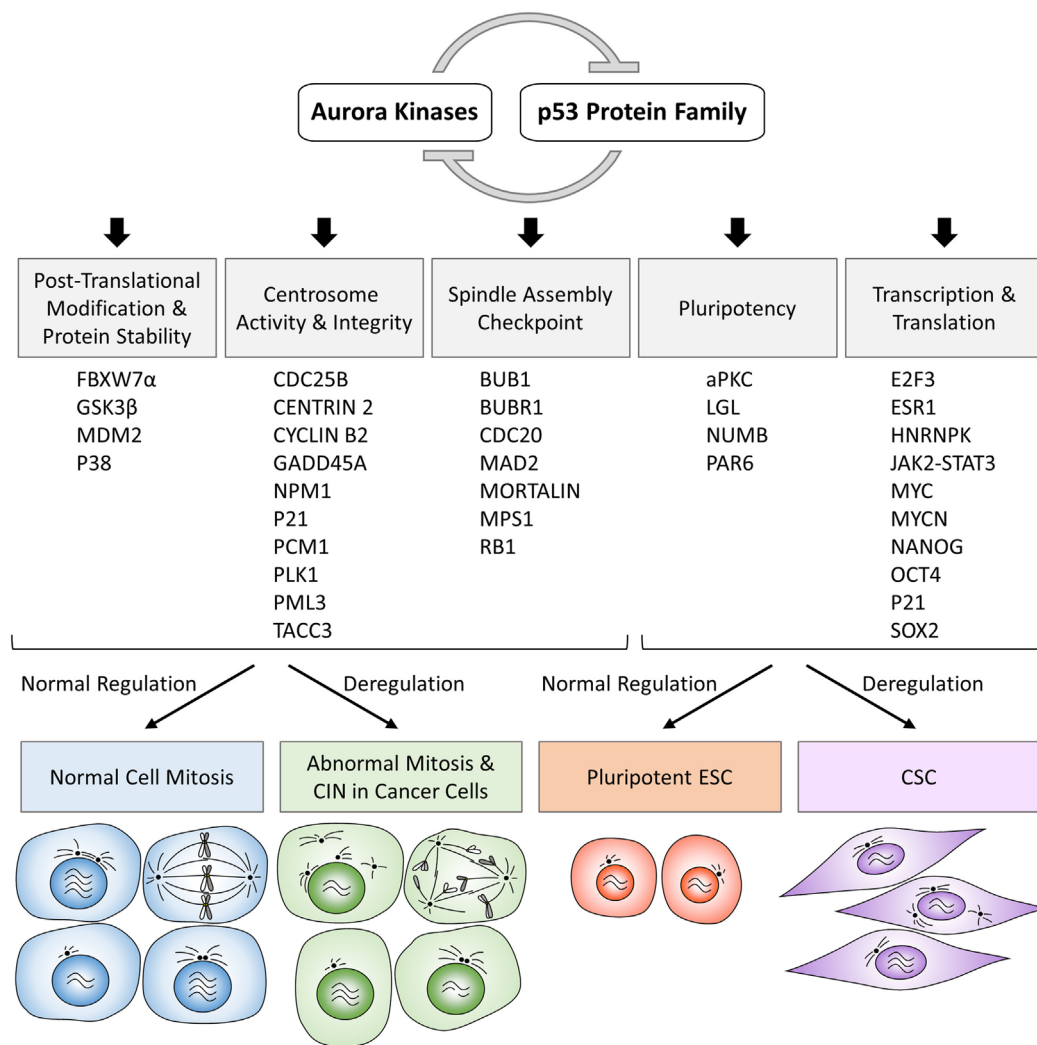 Aurora Kinases
p53 Protein Family
Post-Translational
Modification &
Protein Stability
FBXW7α
GSK3β
MDM2
P38
Centrosome
Activity & Integrity
CDC25B
CENTRIN 2
CYCLIN B2
GADD45A
NPM1
P21
PCM1
PLK1
PML3
TACC3
Spindle Assembly
Checkpoint
BUB1
BUBR1
CDC20
MAD2
MORTALIN
MPS1
RB1
Pluripotency
aPKC
LGL
NUMB
PAR6
Transcription &
Translation
E2F3
ESR1
HNRNPK
JAK2-STAT3
MYC
MYCN
NANOG
OCT4
P21
SOX2
Normal Regulation
Deregulation
Normal Regulation
Deregulation
Normal Cell Mitosis
Abnormal Mitosis &
CIN in Cancer Cells
Pluripotent ESC
CSC